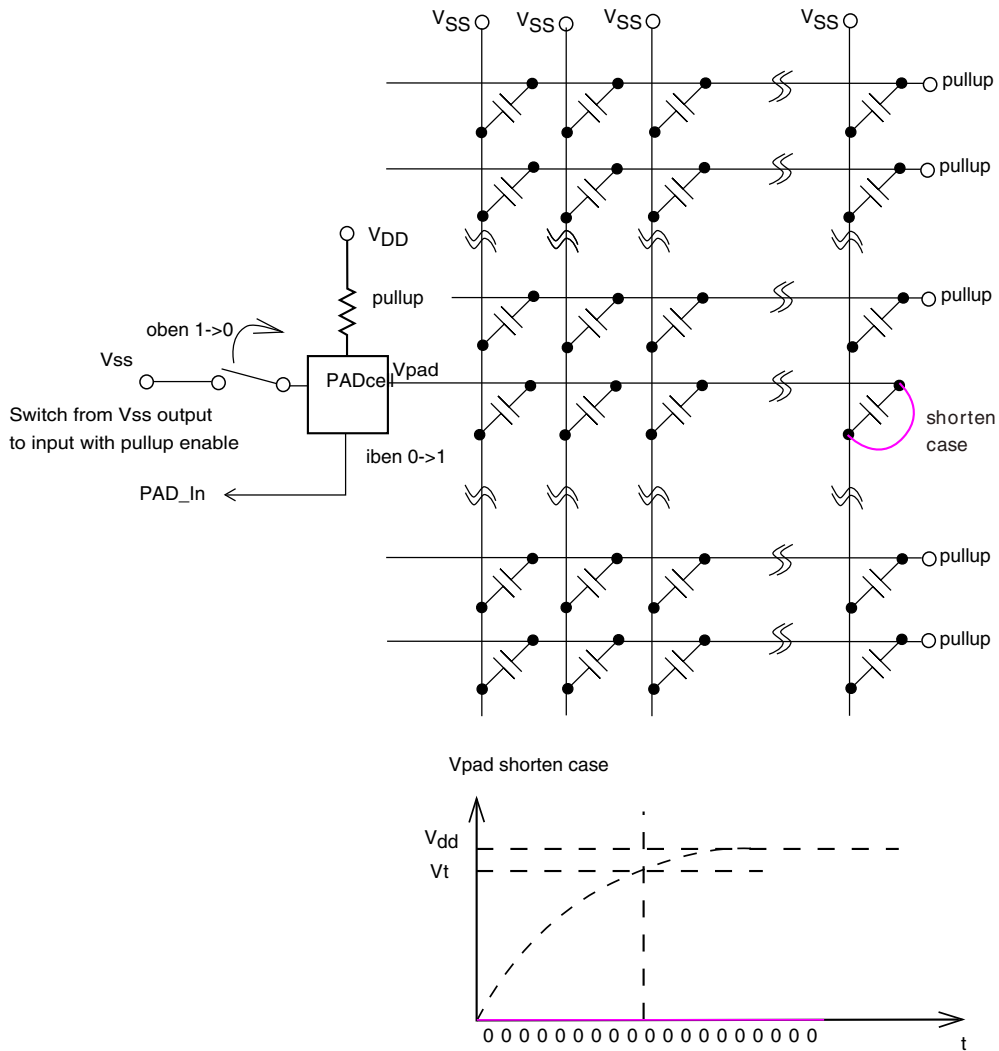 VSS VSS VSS VSS
pullup
pullup
VDD
pullup
pullup
oben 1->0
Vss
PADcell
Vpad
Switch from Vss output
to input with pullup enable
shorten
case
iben 0->1
PAD_In
pullup
pullup
Vpad shorten case
Vdd
Vt
0 0 0 0 0 0 0 0 0 0 0 0 0 0 0 0 0 0
t